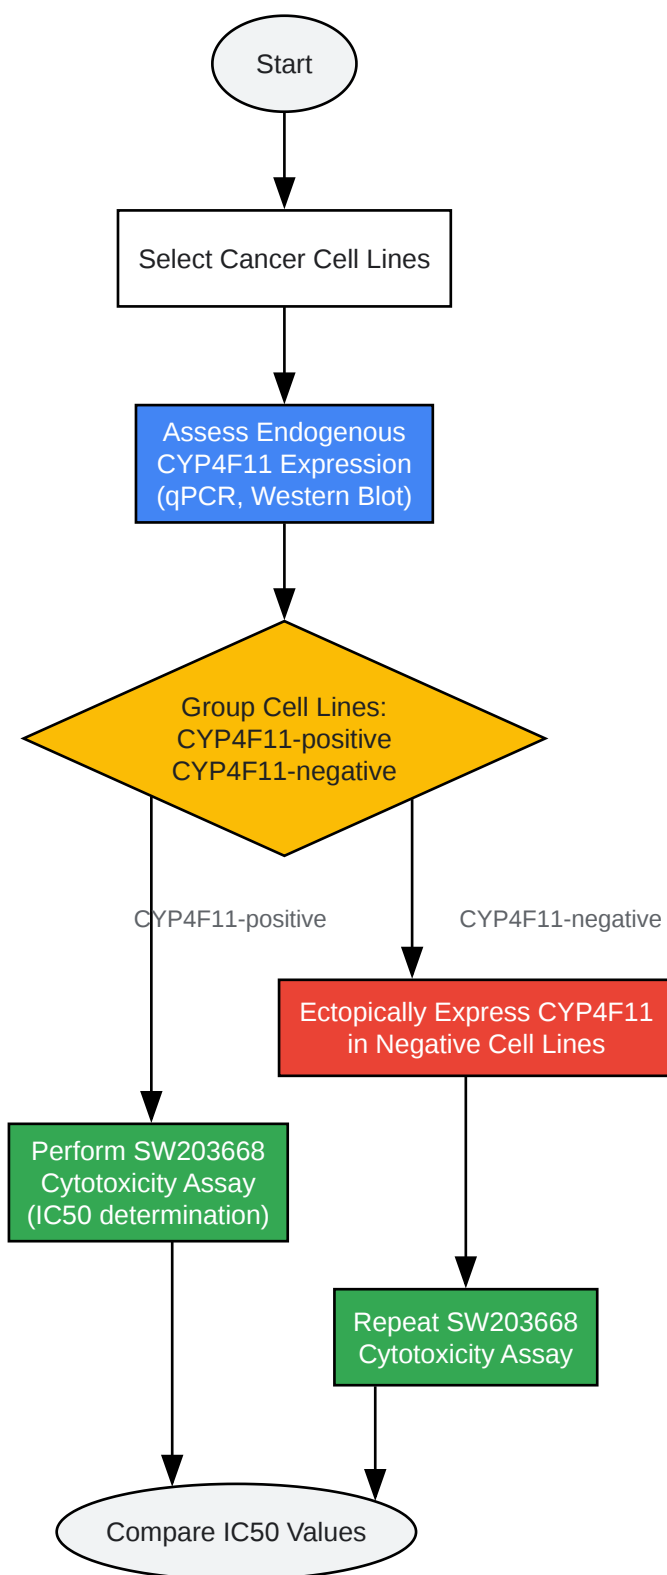 Start
Select Cancer Cell Lines
Assess Endogenous
CYP4F11 Expression
(qPCR, Western Blot)
Group Cell Lines:
CYP4F11-positive
CYP4F11-negative
CYP4F11-positive
CYP4F11-negative
Ectopically Express CYP4F11
in Negative Cell Lines
Perform SW203668
Cytotoxicity Assay
(IC50 determination)
Repeat SW203668
Cytotoxicity Assay
Compare IC50 Values